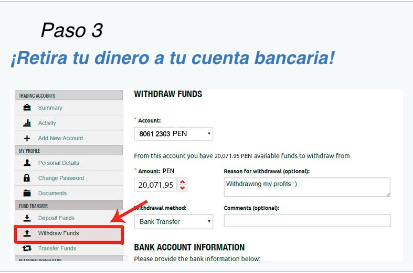 Paso 3
¡Retira tu dinero a tu cuenta bancaria!
TRADING ACCOUNTS
Summary
Activity
Add New Account
MY PROFILE
Personal Details
Change Password
Documents
FUND TRANSFER
Deposit Funds
Withdraw Funds
Transfer Funds
WITHDRAW FUNDS
* Account:
8061 2303 PEN
From this account you have 20,071.95 PEN available funds to withdraw from
* Amount: PEN
20,071.95
Reason for withdrawal (optional):
Withdrawing my profits :)
Withdrawal method:
Bank Transfer
Comments (optional):
BANK ACCOUNT INFORMATION
Please provide the bank information below: